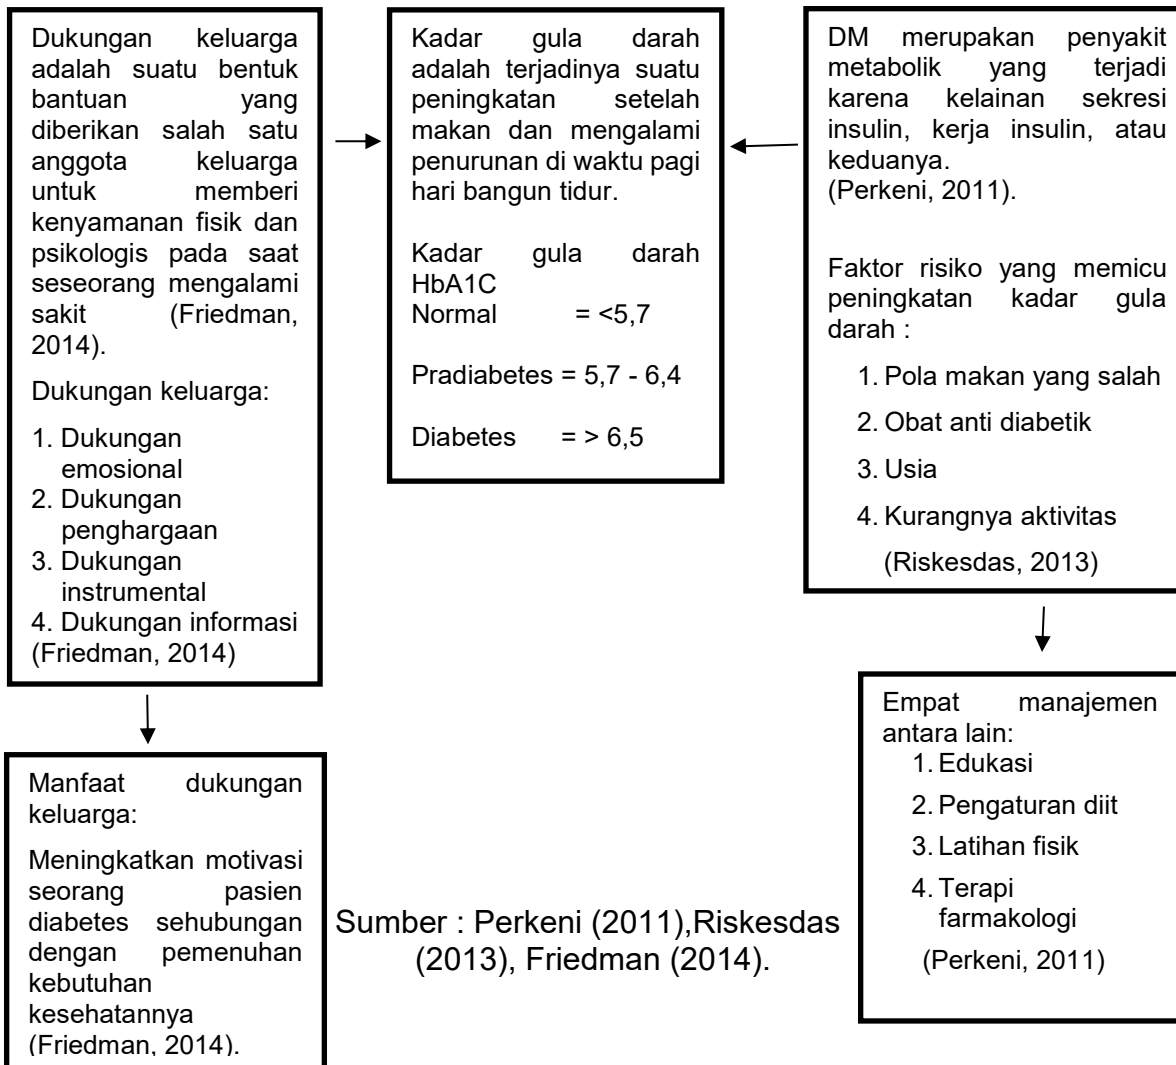 Dukungan keluarga
adalah suatu bentuk
bantuan yang
diberikan salah satu
anggota keluarga
untuk memberi
kenyamanan fisik dan
psikologis pada saat
seseorang mengalami
sakit (Friedman,
2014).
Dukungan keluarga:
1. Dukungan
emosional
2. Dukungan
penghargaan
3. Dukungan
instrumental
4. Dukungan informasi
(Friedman, 2014)
Manfaat dukungan
keluarga:
Meningkatkan motivasi
seorang pasien
diabetes sehubungan
dengan pemenuhan
kebutuhan
kesehatannya
(Friedman, 2014).
Kadar gula darah
adalah terjadinya suatu
peningkatan setelah
makan dan mengalami
penurunan di waktu pagi
hari bangun tidur.
Kadar gula darah
HbA1C
Normal = <5,7
Pradiabetes = 5,7 - 6,4
Diabetes = > 6,5
DM merupakan penyakit
metabolik yang terjadi
karena kelainan sekresi
insulin, kerja insulin, atau
keduanya.
(Perkeni, 2011).
Faktor risiko yang memicu
peningkatan kadar gula
darah :
1. Pola makan yang salah
2. Obat anti diabetik
3. Usia
4. Kurangnya aktivitas
(Riskesdas, 2013)
Empat manajemen
antara lain:
1. Edukasi
2. Pengaturan diit
3. Latihan fisik
4. Terapi
farmakologi
(Perkeni, 2011)
Sumber : Perkeni (2011),Riskesdas
(2013), Friedman (2014).